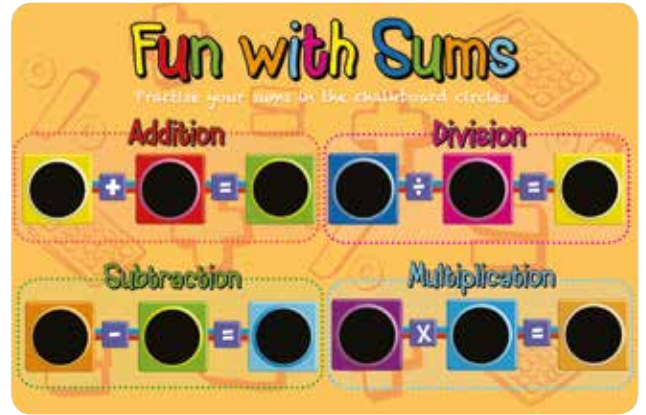 Fun with Sums
Practise your sums in the chalkboard circles
Addition
+ =
Division
÷ =
Subtraction
- =
Multiplication
x =